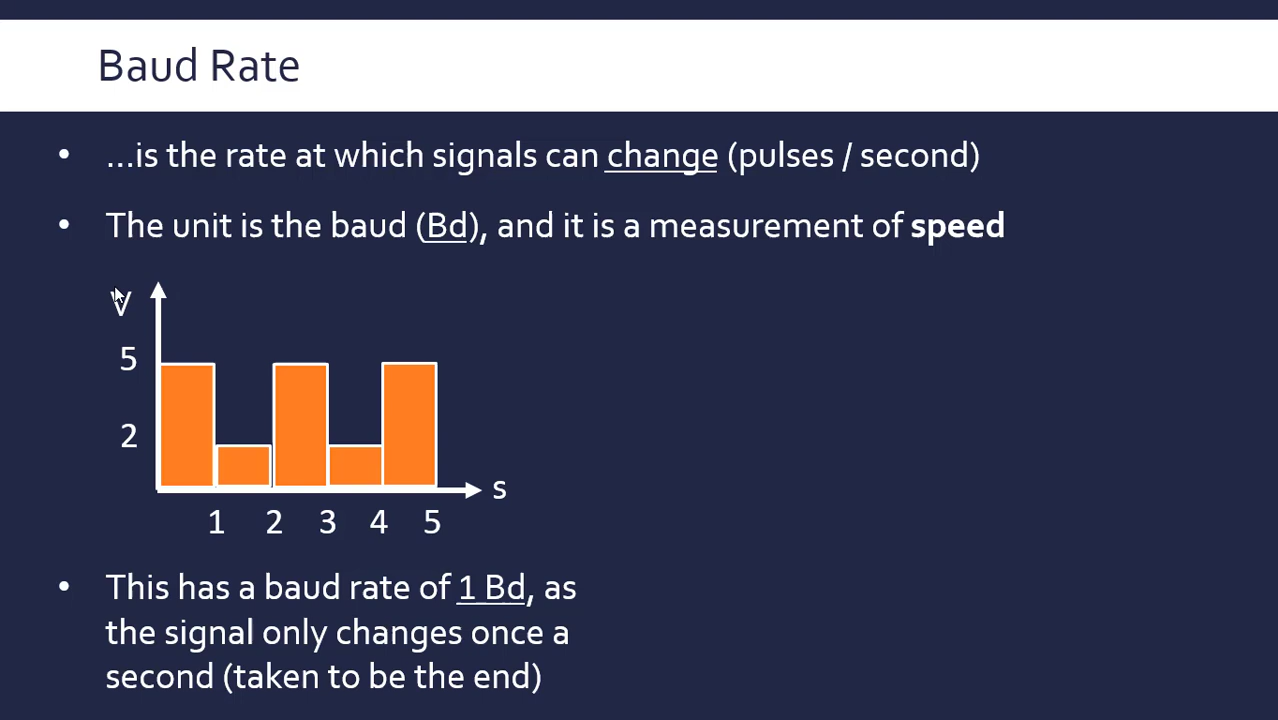 Baud Rate
• ...is the rate at which signals can change (pulses / second)
• The unit is the baud (Bd), and it is a measurement of speed
V
5
2
s
1 2 3 4 5
• This has a baud rate of 1 Bd, as
the signal only changes once a
second (taken to be the end)